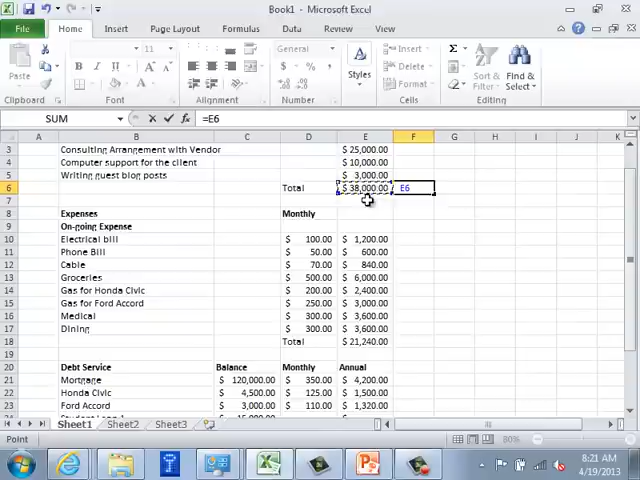 Book1 - Microsoft Excel
File Home Insert Page Layout Formulas Data Review View
Paste
B I U
General
$ % ,
Styles
Insert
Delete
Format
Sort & Filter
Find & Select
Clipboard Font Alignment Number Cells Editing
SUM =E6
A B C D E F G H I J K
3 Consulting Arrangement with Vendor $ 25,000.00
4 Computer support for the client $ 10,000.00
5 Writing guest blog posts $ 3,000.00
6 Total $ 38,000.00 E6
7
8 Expenses Monthly
9 On-going Expense
10 Electrical bill $ 100.00 $ 1,200.00
11 Phone Bill $ 50.00 $ 600.00
12 Cable $ 70.00 $ 840.00
13 Groceries $ 500.00 $ 6,000.00
14 Gas for Honda Civic $ 200.00 $ 2,400.00
15 Gas for Ford Accord $ 250.00 $ 3,000.00
16 Medical $ 300.00 $ 3,600.00
17 Dining $ 300.00 $ 3,600.00
18 Total $ 21,240.00
19
20 Debt Service Balance Monthly Annual
21 Mortgage $ 120,000.00 $ 350.00 $ 4,200.00
22 Honda Civic $ 4,500.00 $ 125.00 $ 1,500.00
23 Ford Accord $ 3,000.00 $ 110.00 $ 1,320.00
Sheet1 Sheet2 Sheet3
Point 80%
8:21 AM
4/19/2013